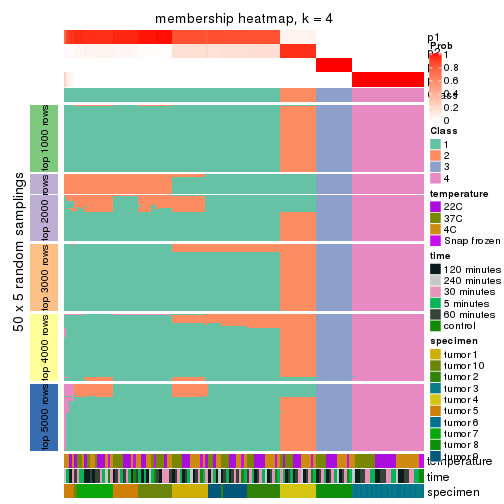 membership heatmap, k = 4
50 x 5 random samplings
top 1000 rows
top 2000 rows
top 3000 rows
top 4000 rows
top 5000 rows
p1
p2
Prob
1
0.8
0.6
0.4
0.2
0
Class
1
2
3
4
temperature
22C
37C
4C
Snap frozen
time
120 minutes
240 minutes
30 minutes
5 minutes
60 minutes
control
specimen
tumor 1
tumor 10
tumor 2
tumor 3
tumor 4
tumor 5
tumor 6
tumor 7
tumor 8
tumor 9
temperature
time
specimen